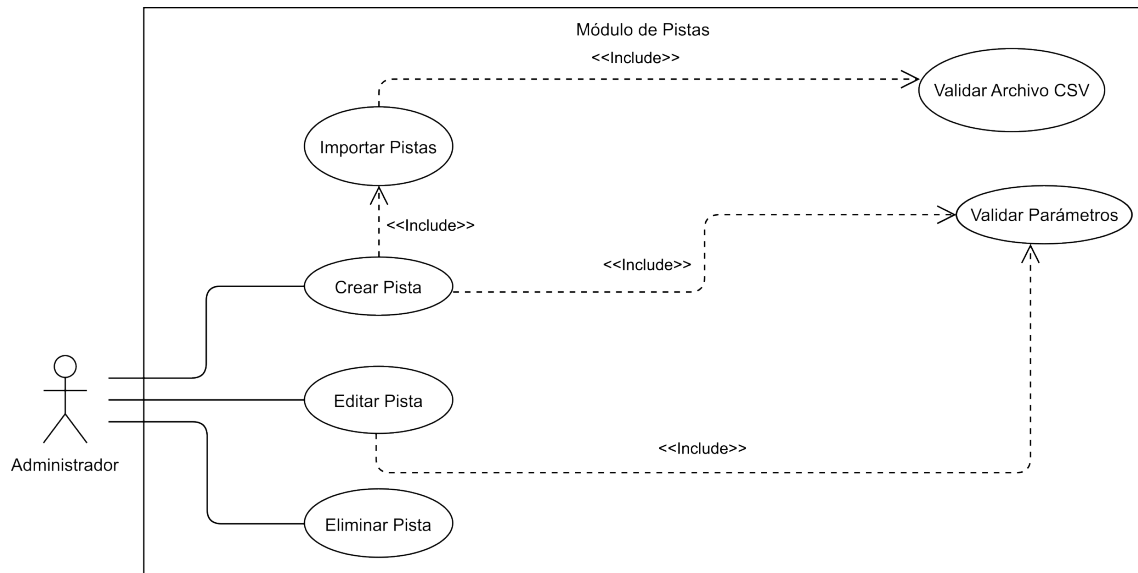 Módulo de Pistas
<<Include>>
Validar Archivo CSV
Importar Pistas
<<Include>>
Validar Parámetros
<<Include>>
Crear Pista
Editar Pista
<<Include>>
Administrador
Eliminar Pista